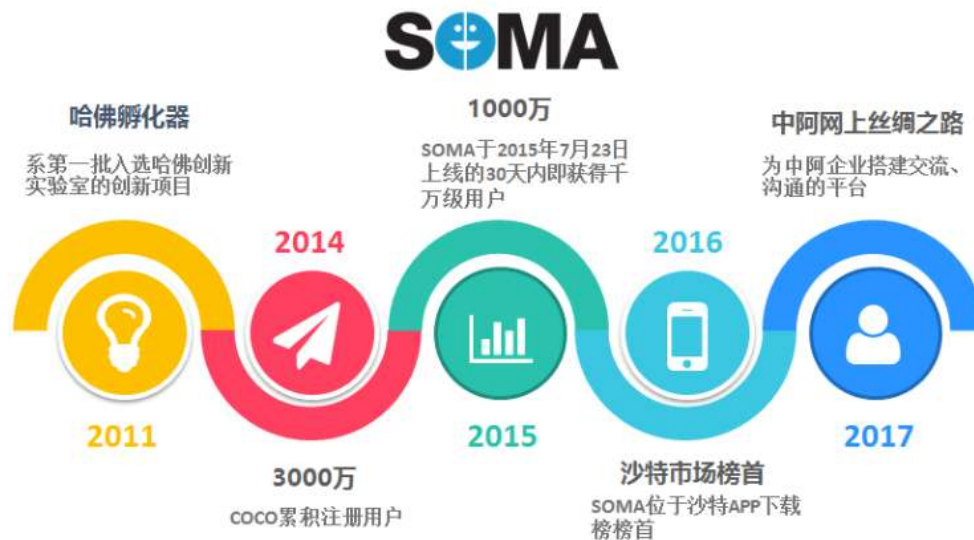 SOMA
哈佛孵化器
系第一批入选哈佛创新
实验室的创新项目
2011
2014
3000万
COCO累积注册用户
1000万
SOMA于2015年7月23日
上线的30天内即获得千
万级用户
2015
2016
沙特市场榜首
SOMA位于沙特APP下载
榜榜首
中阿网上丝绸之路
为中阿企业搭建交流、
沟通的平台
2017